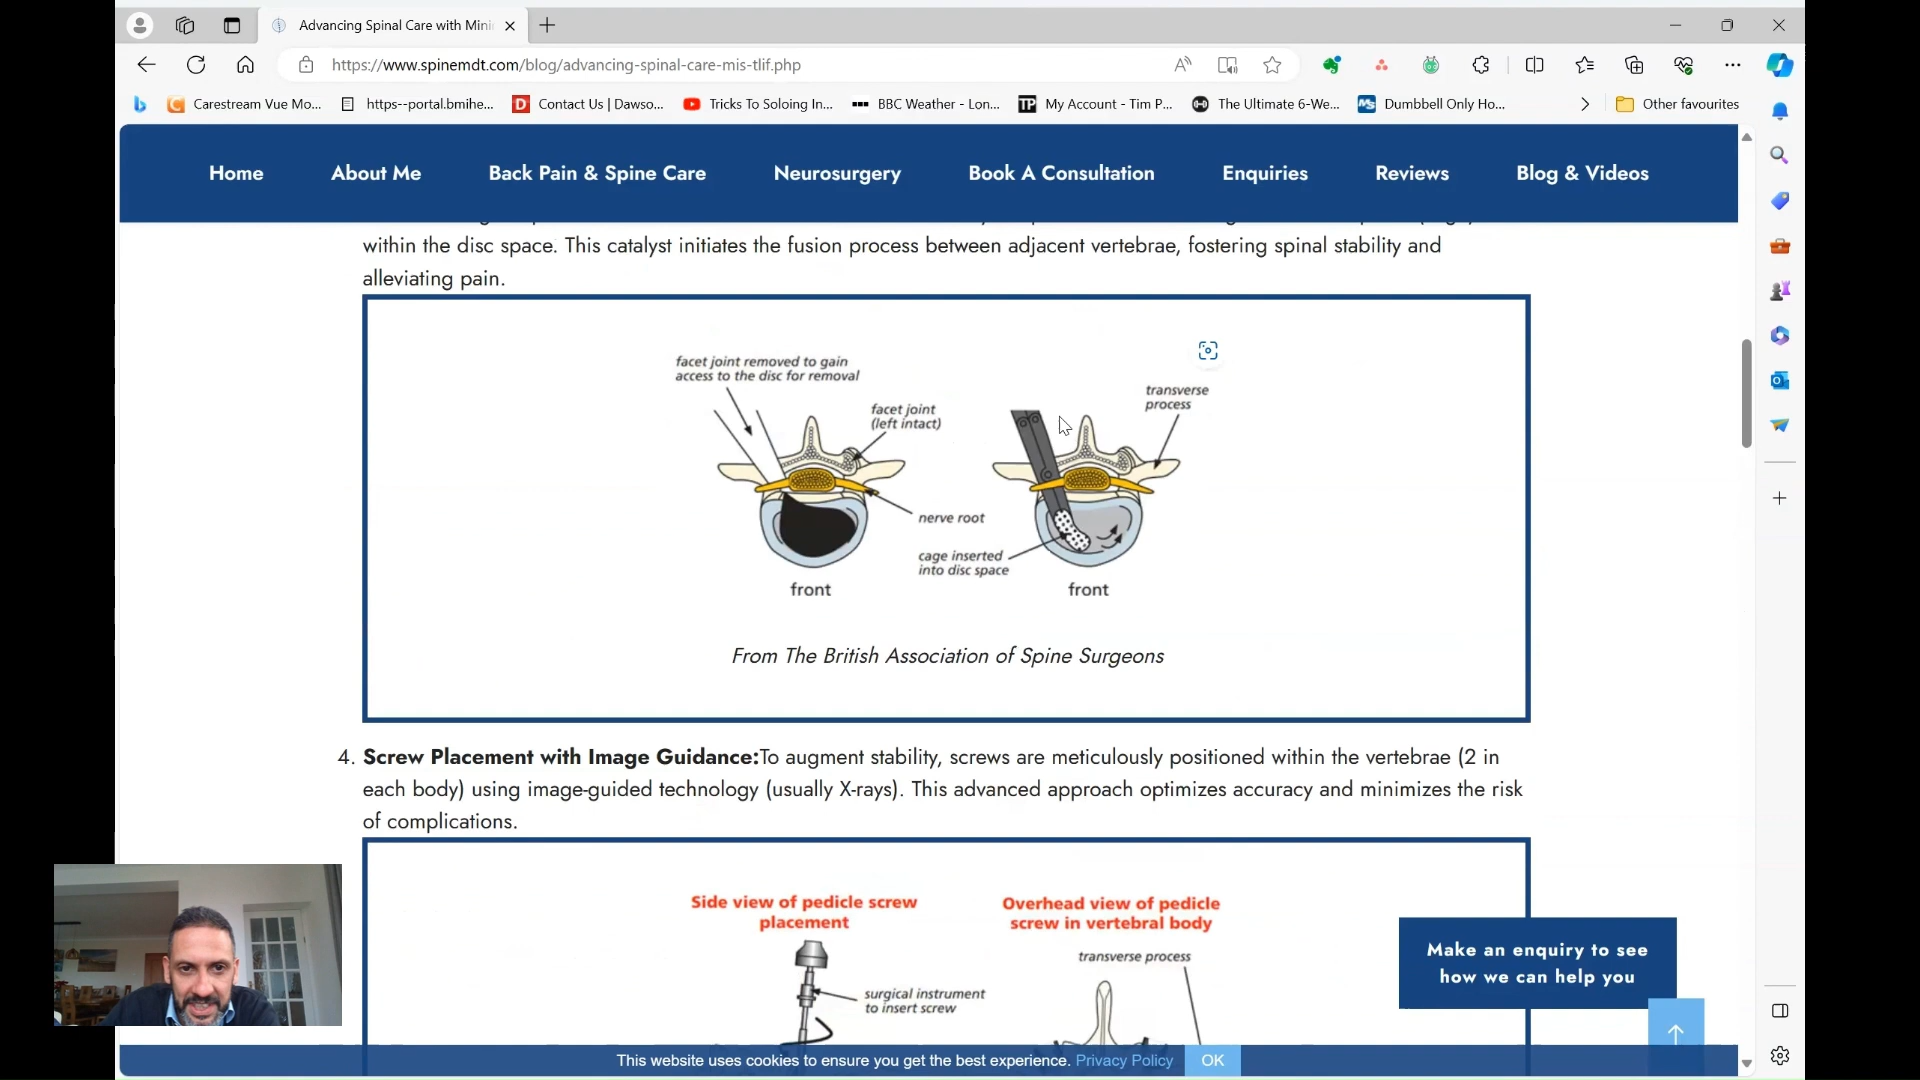 Advancing Spinal Care with Mini
https://www.spinemdt.com/blog/advancing-spinal-care-mis-tlif.php
Carestream Vue Mo...
https--portal.bmihe...
Contact Us | Dawso...
Tricks To Soloing In...
BBC Weather - Lon...
TP
My Account - Tim P...
The Ultimate 6-We...
Dumbbell Only Ho...
Other favourites
Home
About Me
Back Pain & Spine Care
Neurosurgery
Book A Consultation
Enquiries
Reviews
Blog & Videos
within the disc space. This catalyst initiates the fusion process between adjacent vertebrae, fostering spinal stability and
alleviating pain.
facet joint removed to gain
access to the disc for removal
facet joint
(left intact)
transverse
process
nerve root
cage inserted
into disc space
front
front
From The British Association of Spine Surgeons
4. Screw Placement with Image Guidance:To augment stability, screws are meticulously positioned within the vertebrae (2 in
each body) using image-guided technology (usually X-rays). This advanced approach optimizes accuracy and minimizes the risk
of complications.
Side view of pedicle screw
placement
Overhead view of pedicle
screw in vertebral body
transverse process
surgical instrument
to insert screw
Make an enquiry to see
how we can help you
This website uses cookies to ensure you get the best experience. Privacy Policy
OK